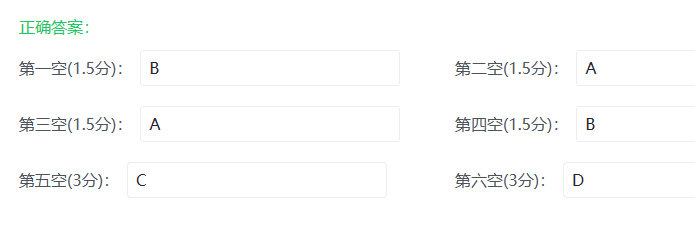 正确答案：
第一空(1.5分)： B 第二空(1.5分)： A
第三空(1.5分)： A 第四空(1.5分)： B
第五空(3分)： C 第六空(3分)： D